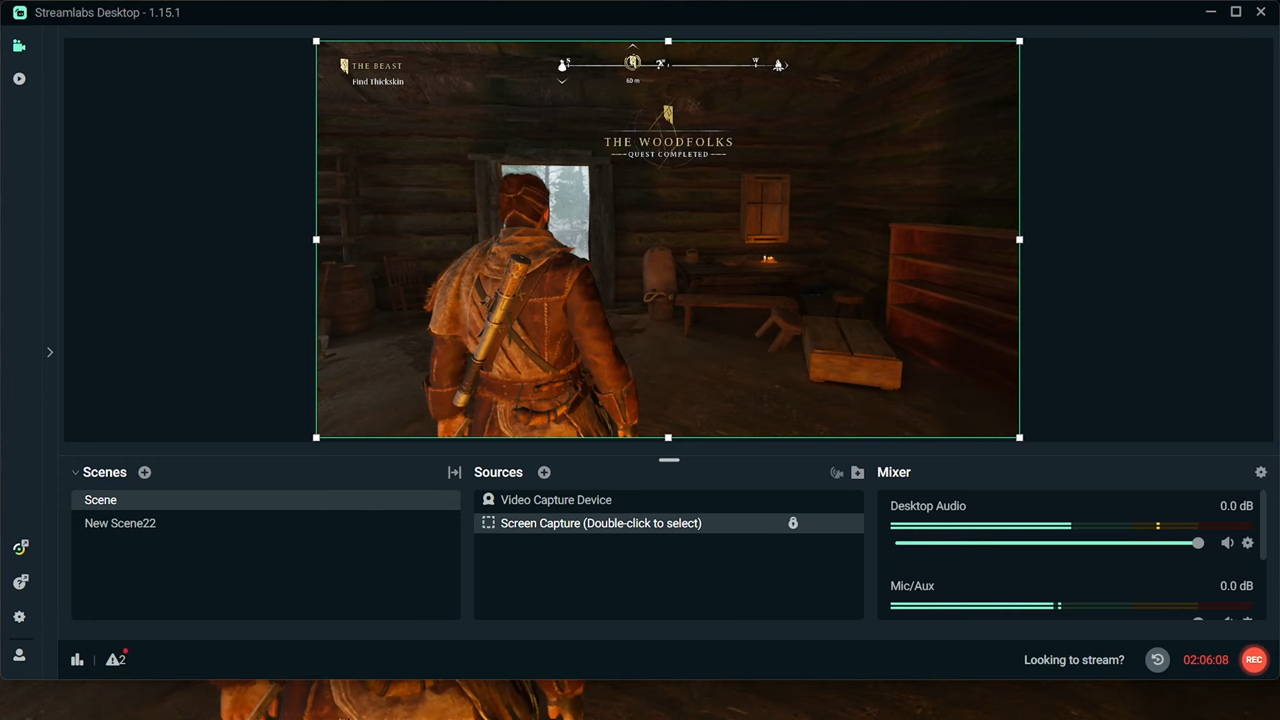 Streamlabs Desktop - 1.15.1
THE BEAST
Find Thickskin
S
W
60 m
THE WOODFOLKS
QUEST COMPLETED
Scenes
Scene
New Scene22
Sources
Video Capture Device
Screen Capture (Double-click to select)
Mixer
Desktop Audio 0.0 dB
Mic/Aux 0.0 dB
2
Looking to stream?
02:06:08
REC